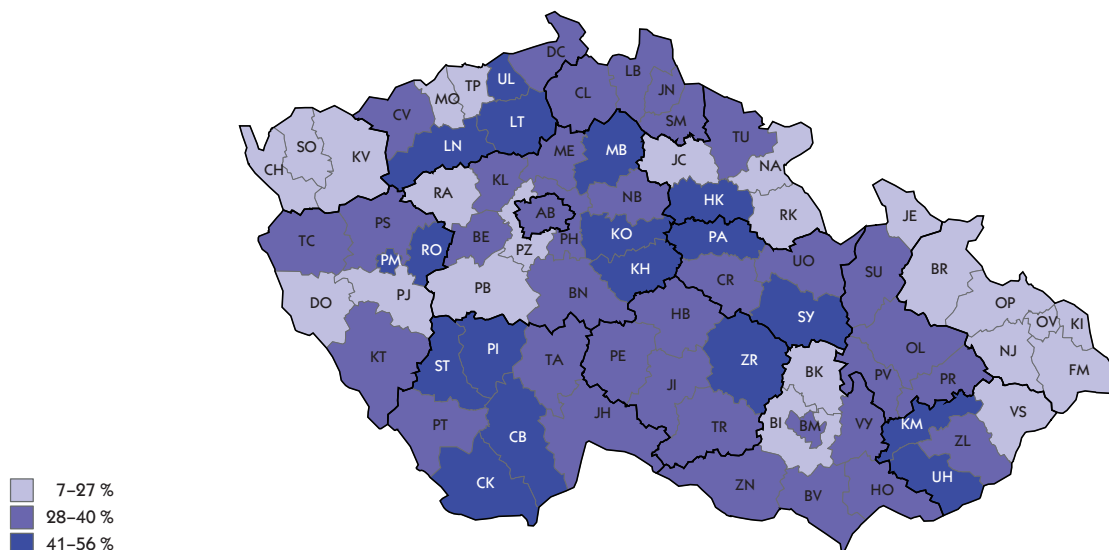 DC
LB
UL
TP
MO
CL
JN
CV
LT
SM
TU
LN
ME
MB
JC
SO
KV
NA
CH
KL
RA
NB
HK
AB
RK
JE
PS
KO
PA
TC
BE
PH
RO
PZ
UO
PM
KH
SU
BR
CR
PJ
PB
BN
DO
OP
SY
HB
OV
KI
OL
NJ
PI
KT
ST
TA
PE
ZR
BK
FM
PV
PR
JI
JH
VS
PT
TR
BI
BM
VY
KM
CB
ZL
CK
ZN
BV
HO
UH
7–27 %
28–40 %
41–56 %